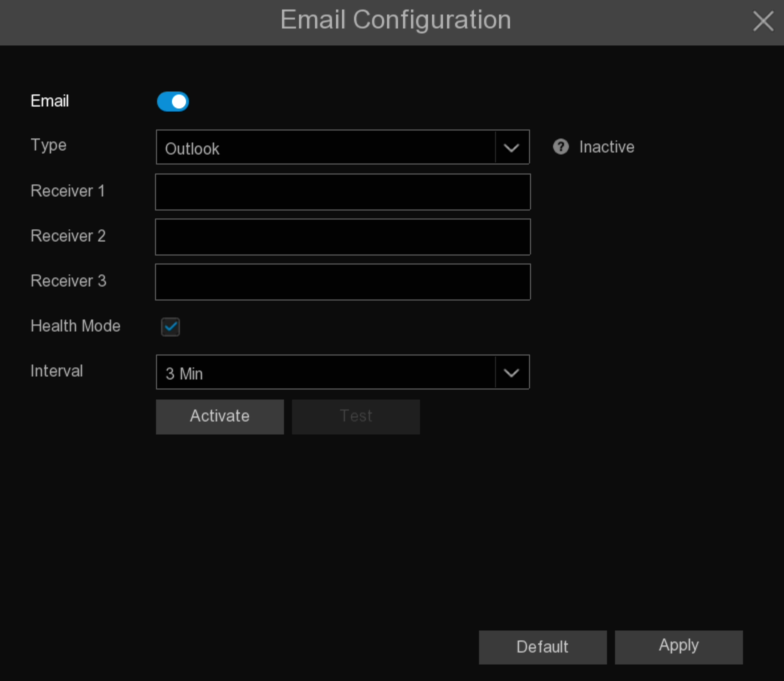 Email Configuration
Email
Type Outlook ? Inactive
Receiver 1
Receiver 2
Receiver 3
Health Mode
Interval 3 Min
Activate Test
Default Apply